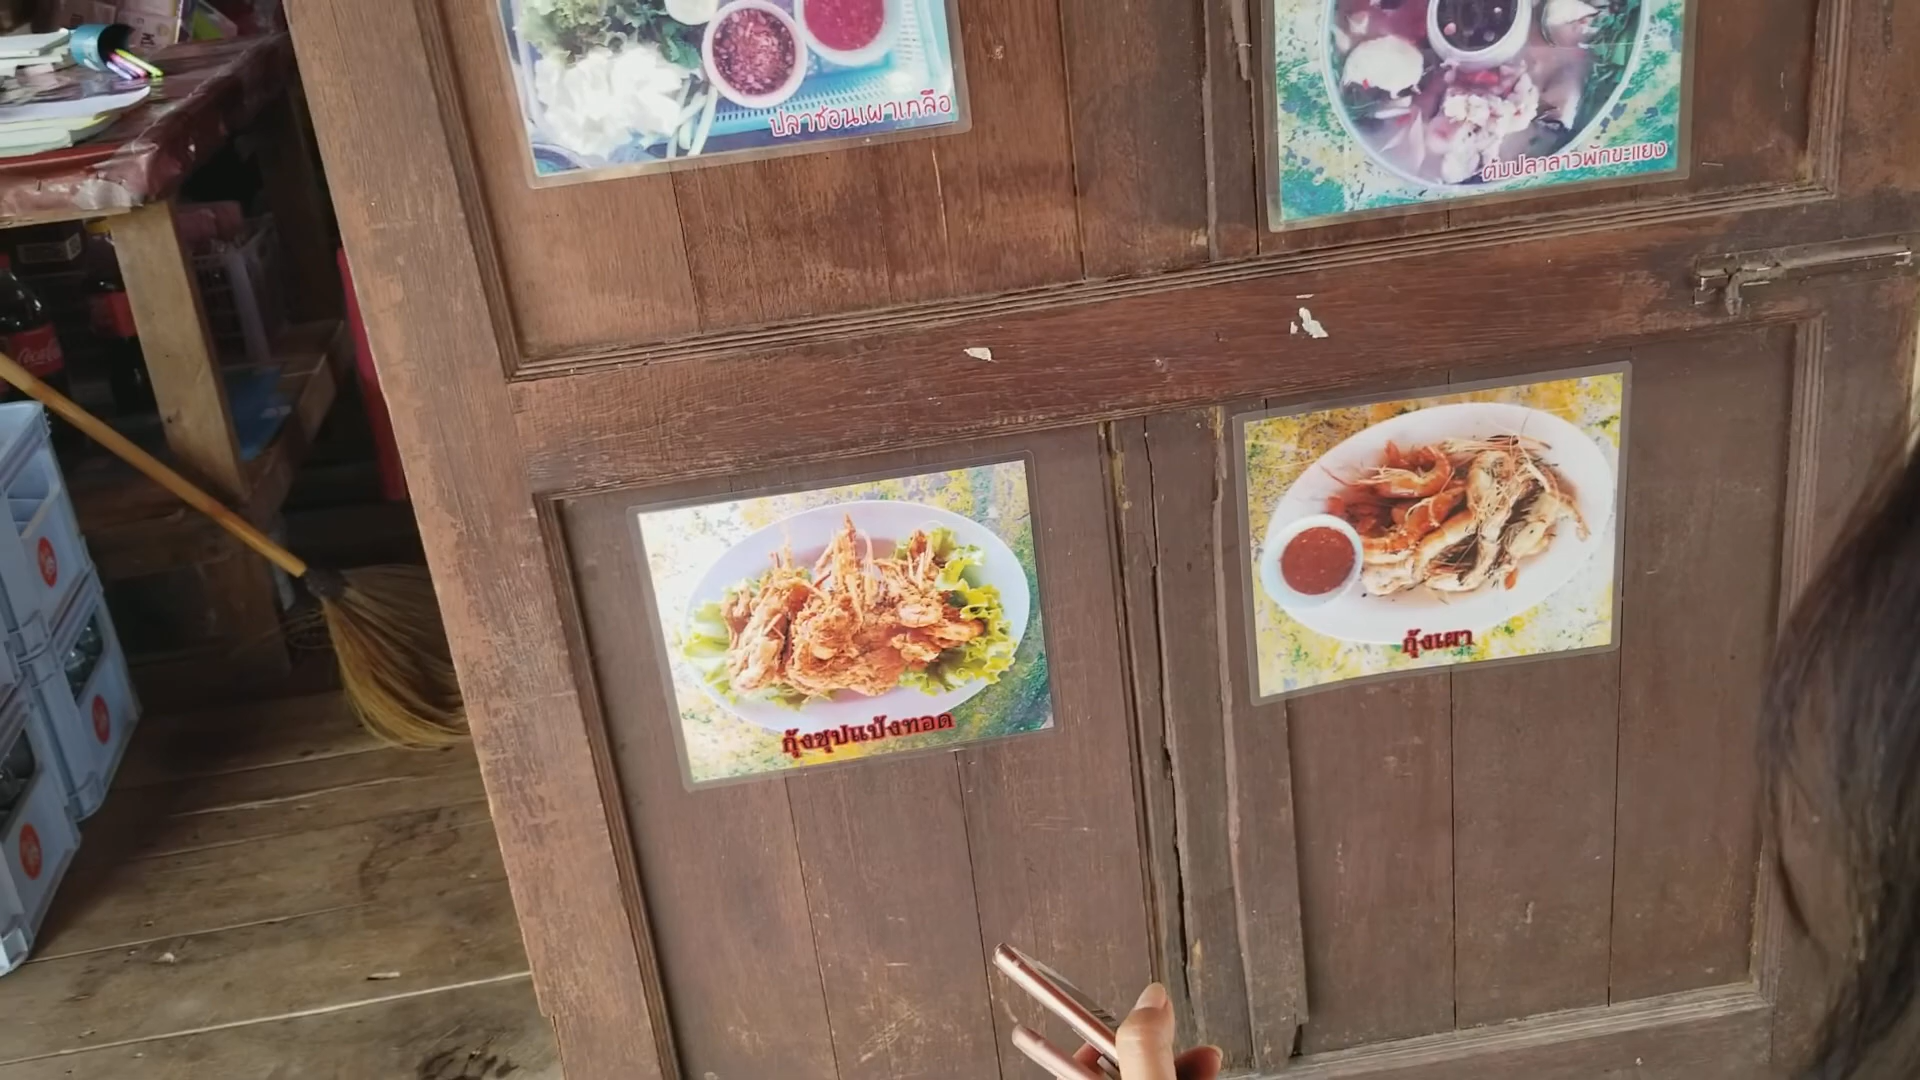 ปลาช่อนเผาเกลือ
ต้มปลาลาวผักขะแยง
กุ้งเผา
กุ้งชุปแป้งทอด
Coca-Cola